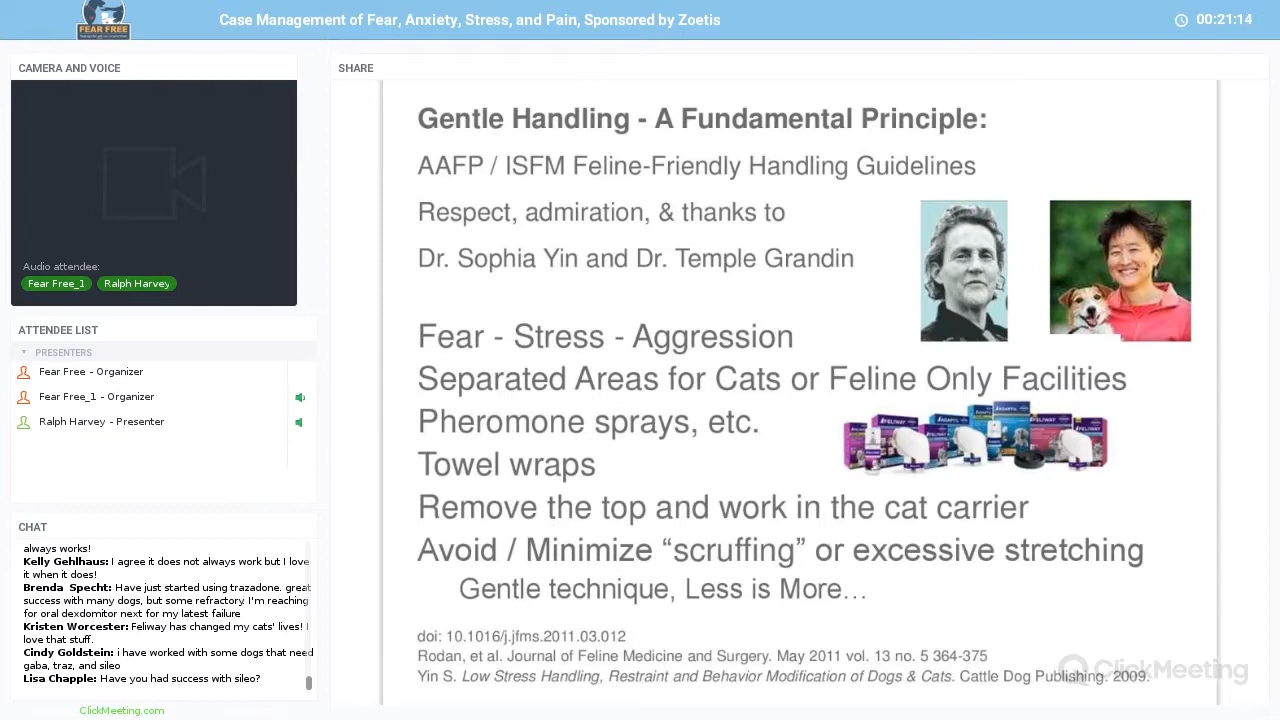 FEAR FREE
Case Management of Fear, Anxiety, Stress, and Pain, Sponsored by Zoetis
00:21:14
CAMERA AND VOICE
Audio attendee:
Fear Free_1
Ralph Harvey
ATTENDEE LIST
PRESENTERS
Fear Free - Organizer
Fear Free_1 - Organizer
Ralph Harvey - Presenter
CHAT
always works!
Kelly Gehlhaus: I agree it does not always work but I love
it when it does!
Brenda Specht: Have just started using trazadone. great
success with many dogs, but some refractory. I'm reaching
for oral dexdomitor next for my latest failure
Kristen Worcester: Feliway has changed my cats' lives! I
love that stuff.
Cindy Goldstein: i have worked with some dogs that need
gaba, traz, and sileo
Lisa Chapple: Have you had success with sileo?
ClickMeeting.com
SHARE
Gentle Handling - A Fundamental Principle:
AAFP / ISFM Feline-Friendly Handling Guidelines
Respect, admiration, & thanks to
Dr. Sophia Yin and Dr. Temple Grandin
Fear - Stress - Aggression
Separated Areas for Cats or Feline Only Facilities
Pheromone sprays, etc.
FELIWAY
ADAPTIL
ADAPTIL
FELIWAY
Towel wraps
Remove the top and work in the cat carrier
Avoid / Minimize “scruffing” or excessive stretching
Gentle technique, Less is More…
doi: 10.1016/j.jfms.2011.03.012
Rodan, et al. Journal of Feline Medicine and Surgery. May 2011 vol. 13 no. 5 364-375
Yin S. Low Stress Handling, Restraint and Behavior Modification of Dogs & Cats. Cattle Dog Publishing. 2009.
ClickMeeting